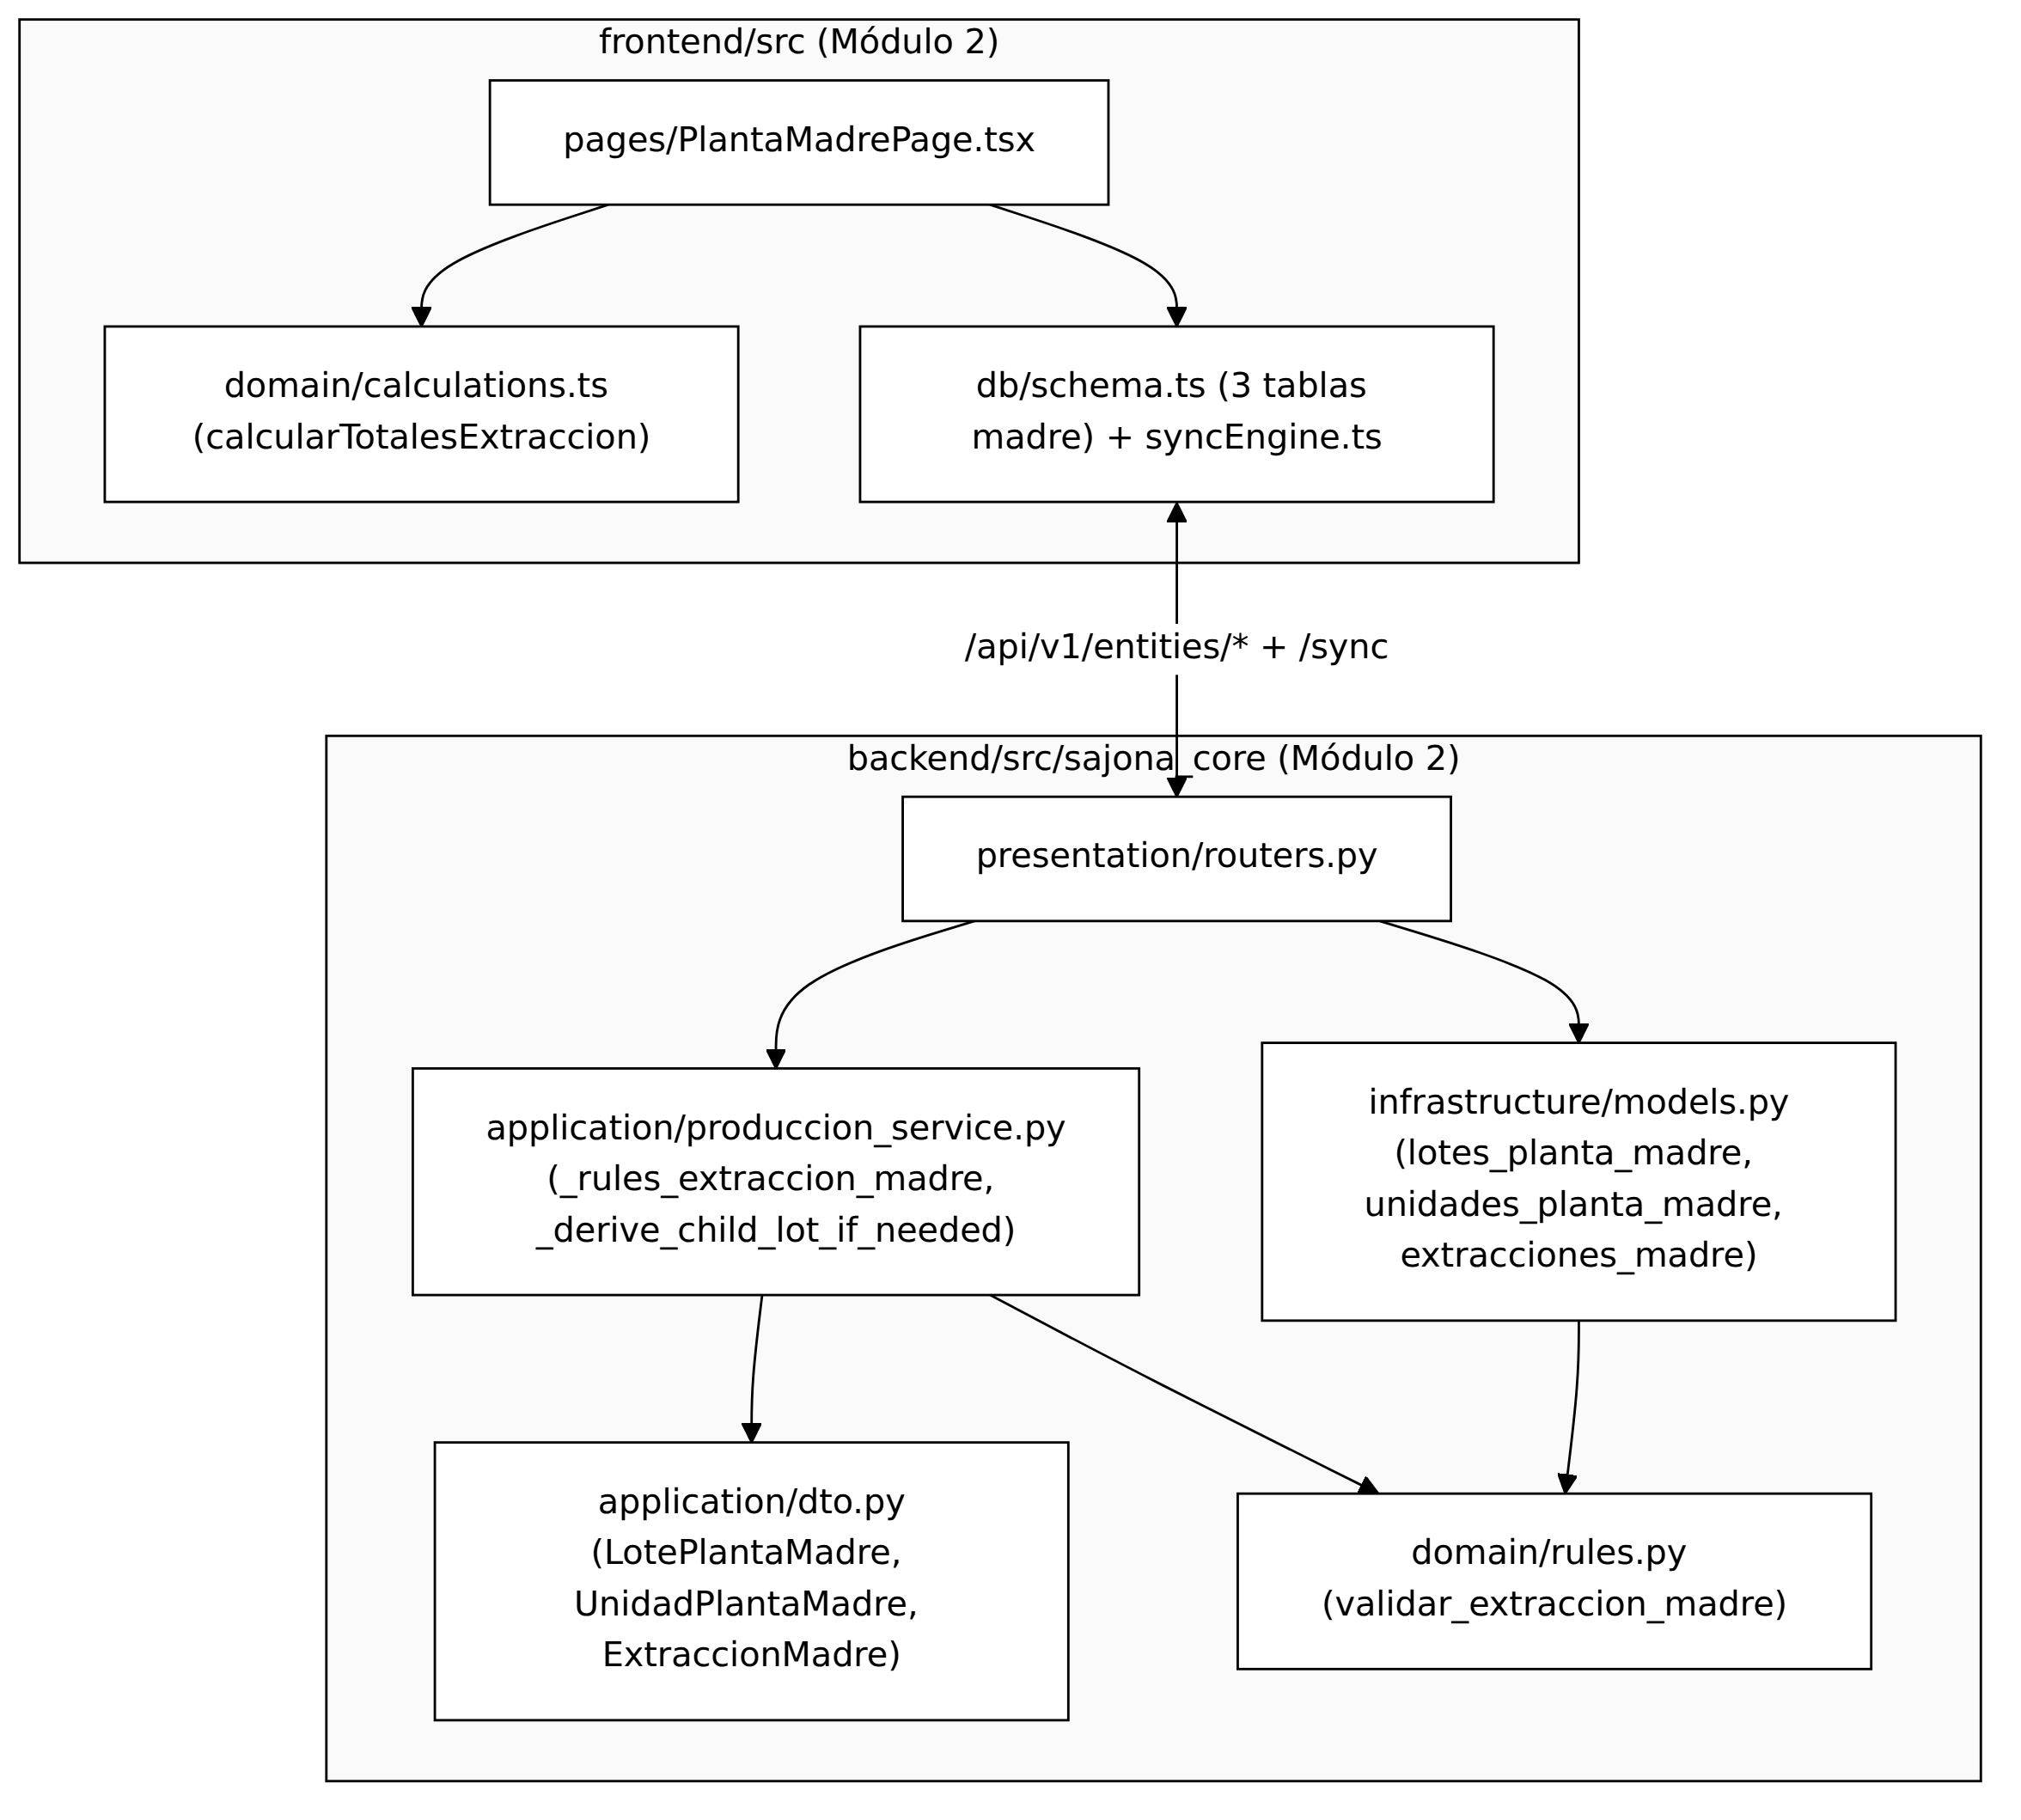 frontend/src (Módulo 2)
pages/PlantaMadrePage.tsx
domain/calculations.ts
(calcularTotalesExtraccion)
db/schema.ts (3 tablas
madre) + syncEngine.ts
/api/v1/entities/* + /sync
backend/src/sajona_core (Módulo 2)
presentation/routers.py
application/produccion_service.py
(_rules_extraccion_madre,
_derive_child_lot_if_needed)
infrastructure/models.py
(lotes_planta_madre,
unidades_planta_madre,
extracciones_madre)
application/dto.py
(LotePlantaMadre,
UnidadPlantaMadre,
ExtraccionMadre)
domain/rules.py
(validar_extraccion_madre)